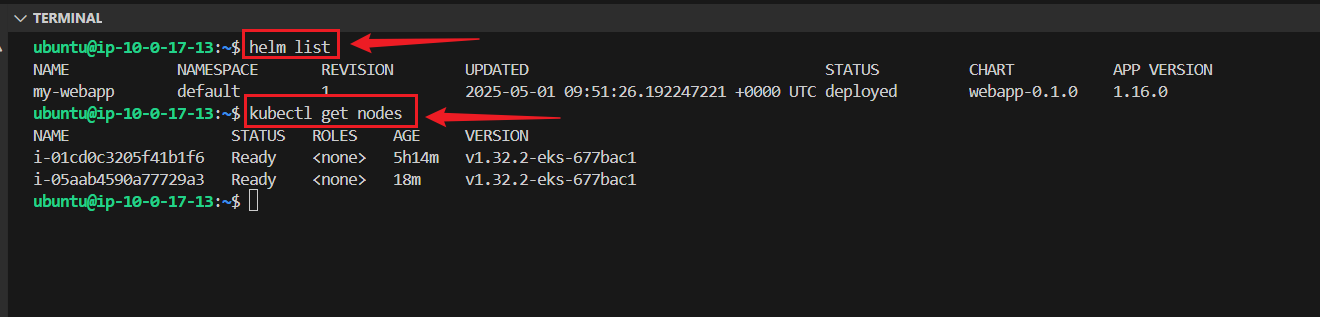 TERMINAL
ubuntu@ip-10-0-17-13:~$ helm list
NAME NAMESPACE REVISION UPDATED STATUS CHART APP VERSION
my-webapp default 1 2025-05-01 09:51:26.192247221 +0000 UTC deployed webapp-0.1.0 1.16.0
ubuntu@ip-10-0-17-13:~$ kubectl get nodes
NAME STATUS ROLES AGE VERSION
i-01cd0c3205f41b1f6 Ready <none> 5h14m v1.32.2-eks-677bac1
i-05aab4590a77729a3 Ready <none> 18m v1.32.2-eks-677bac1
ubuntu@ip-10-0-17-13:~$